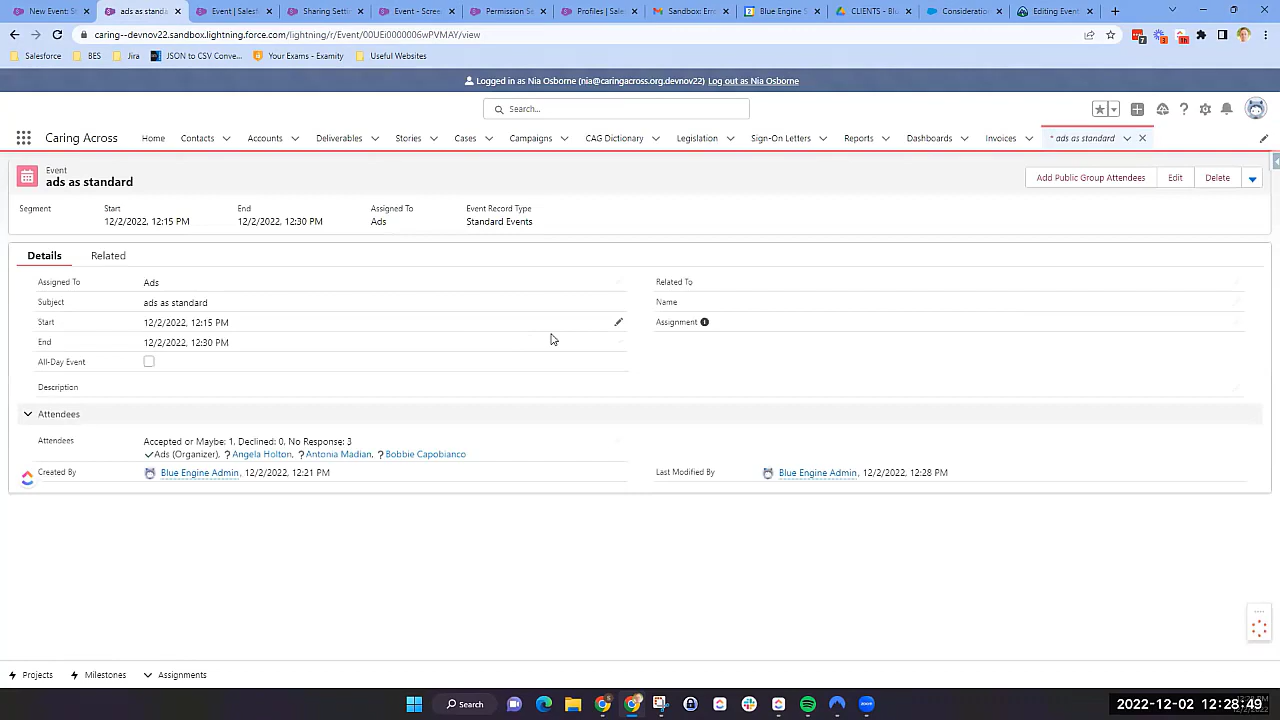 New Event: S
ads as standa
Event | Salesf
Sharing Settin
Event - Scree
Permission Se
Profiles | Sale
Sandbox: Erro
Blue Engine S
CLIENTS - Blu
Consideration
Editing Event
caring--devnov22.sandbox.lightning.force.com/lightning/r/Event/00UEi0000006wPVMAY/view
Salesforce
BES
Jira
JSON to CSV Conve...
Your Exams - Examity
Useful Websites
Logged in as Nia Osborne (nia@caringacross.org.devnov22) Log out as Nia Osborne
Search...
Caring Across
Home
Contacts
Accounts
Deliverables
Stories
Cases
Campaigns
CAG Dictionary
Legislation
Sign-On Letters
Reports
Dashboards
Invoices
* ads as standard
Event
ads as standard
Add Public Group Attendees
Edit
Delete
Segment
Start
End
Assigned To
Event Record Type
12/2/2022, 12:15 PM
12/2/2022, 12:30 PM
Ads
Standard Events
Details
Related
Assigned To
Ads
Related To
Subject
ads as standard
Name
Start
12/2/2022, 12:15 PM
Assignment
End
12/2/2022, 12:30 PM
All-Day Event
Description
Attendees
Attendees
Accepted or Maybe: 1, Declined: 0, No Response: 3
Ads (Organizer), ? Angela Holton, ? Antonia Madian, ? Bobbie Capobianco
Created By
Blue Engine Admin, 12/2/2022, 12:21 PM
Last Modified By
Blue Engine Admin, 12/2/2022, 12:28 PM
Projects
Milestones
Assignments
Search
2022-12-02 12:28:49